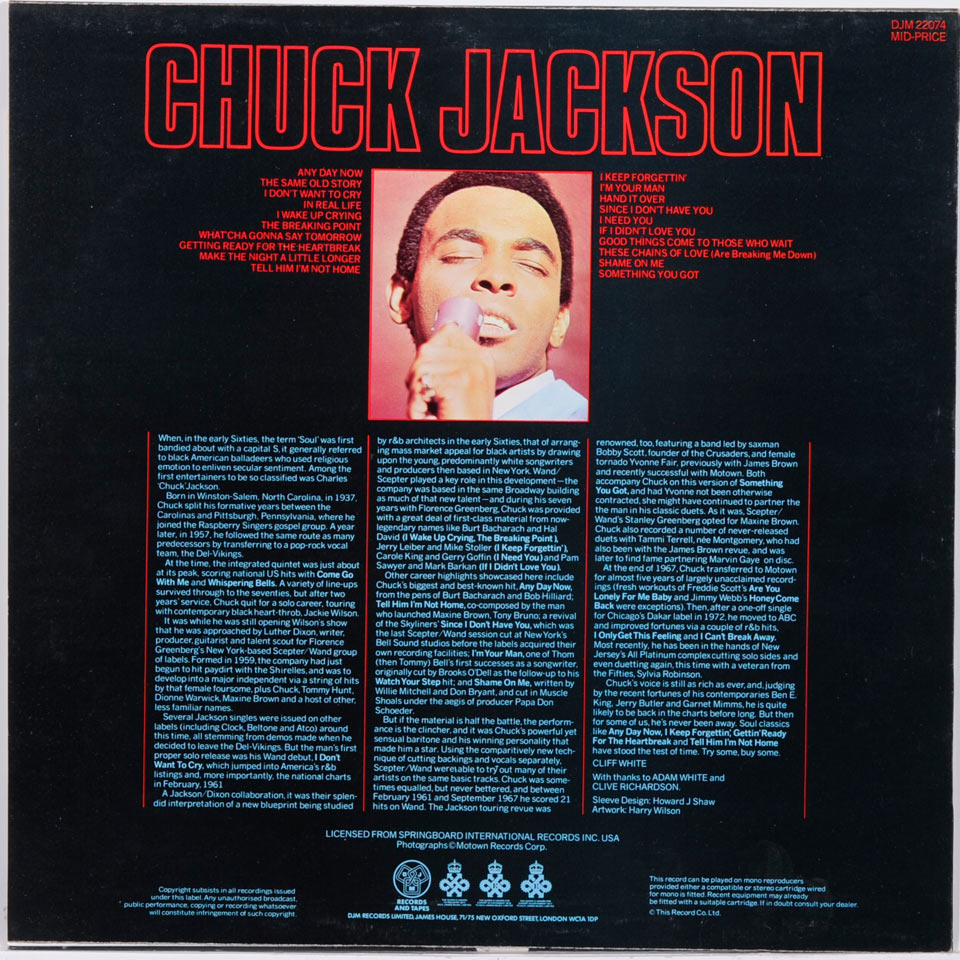 DJM 22074
MID-PRICE
CHUCK JACKSON
ANY DAY NOW
THE SAME OLD STORY
I DON'T WANT TO CRY
IN REAL LIFE
I WAKE UP CRYING
THE BREAKING POINT
WHAT'CHA GONNA SAY TOMORROW
GETTING READY FOR THE HEARTBREAK
MAKE THE NIGHT A LITTLE LONGER
TELL HIM I'M NOT HOME
I KEEP FORGETTIN'
I'M YOUR MAN
HAND IT OVER
SINCE I DON'T HAVE YOU
I NEED YOU
IF I DIDN'T LOVE YOU
GOOD THINGS COME TO THOSE WHO WAIT
THESE CHAINS OF LOVE (Are Breaking Me Down)
SHAME ON ME
SOMETHING YOU GOT
When, in the early Sixties, the term 'Soul' was first
bandied about with a capital S, it generally referred
to black American balladeers who used religious
emotion to enliven secular sentiment. Among the
first entertainers to be so classified was Charles
'Chuck' Jackson.
Born in Winston-Salem, North Carolina, in 1937,
Chuck split his formative years between the
Carolinas and Pittsburgh, Pennsylvania, where he
joined the Raspberry Singers gospel group. A year
later, in 1957, he followed the same route as many
predecessors by transferring to a pop-rock vocal
team, the Del-Vikings.
At the time, the integrated quintet was just about
at its peak, scoring national US hits with Come Go
With Me and Whispering Bells. A variety of line-ups
survived through to the seventies, but after two
years' service, Chuck quit for a solo career, touring
with contemporary black heart-throb, Jackie Wilson.
It was while he was still opening Wilson's show
that he was approached by Luther Dixon, writer,
producer, guitarist and talent scout for Florence
Greenberg's New York-based Scepter/Wand group
of labels. Formed in 1959, the company had just
begun to hit paydirt with the Shirelles, and was to
develop into a major independent via a string of hits
by that female foursome, plus Chuck, Tommy Hunt,
Dionne Warwick, Maxine Brown and a host of other,
less familiar names.
Several Jackson singles were issued on other
labels (including Clock, Beltone and Atco) around
this time, all stemming from demos made when he
decided to leave the Del-Vikings. But the man's first
proper solo release was his Wand debut, I Don't
Want To Cry, which jumped into America's r&b
listings and, more importantly, the national charts
in February, 1961
A Jackson/Dixon collaboration, it was their splen-
did interpretation of a new blueprint being studied
by r&b architects in the early Sixties, that of arrang-
ing mass market appeal for black artists by drawing
upon the young, predominantly white songwriters
and producers then based in New York. Wand/
Scepter played a key role in this development—the
company was based in the same Broadway building
as much of that new talent—and during his seven
years with Florence Greenberg, Chuck was provided
with a great deal of first-class material from now-
legendary names like Burt Bacharach and Hal
David (I Wake Up Crying, The Breaking Point),
Jerry Leiber and Mike Stoller (I Keep Forgettin'),
Carole King and Gerry Goffin (I Need You) and Pam
Sawyer and Mark Barkan (If I Didn't Love You).
Other career highlights showcased here include
Chuck's biggest and best-known hit, Any Day Now,
from the pens of Burt Bacharach and Bob Hilliard;
Tell Him I'm Not Home, co-composed by the man
who launched Maxine Brown, Tony Bruno; a revival
of the Skyliners' Since I Don't Have You, which was
the last Scepter/Wand session cut at New York's
Bell Sound studios before the labels acquired their
own recording facilities; I'm Your Man, one of Thom
(then Tommy) Bell's first successes as a songwriter,
originally cut by Brooks O'Dell as the follow-up to his
Watch Your Step hit; and Shame On Me, written by
Willie Mitchell and Don Bryant, and cut in Muscle
Shoals under the aegis of producer Papa Don
Schoeder.
But if the material is half the battle, the perform-
ance is the clincher, and it was Chuck's powerful yet
sensual baritone and his winning personality that
made him a star. Using the comparitively new tech-
nique of cutting backings and vocals separately,
Scepter/Wand were able to try out many of their
artists on the same basic tracks. Chuck was some-
times equalled, but never bettered, and between
February 1961 and September 1967 he scored 21
hits on Wand. The Jackson touring revue was
renowned, too, featuring a band led by saxman
Bobby Scott, founder of the Crusaders, and female
tornado Yvonne Fair, previously with James Brown
and recently successful with Motown. Both
accompany Chuck on this version of Something
You Got, and had Yvonne not been otherwise
contracted, she might have continued to partner the
the man in his classic duets. As it was, Scepter/
Wand's Stanley Greenberg opted for Maxine Brown.
Chuck also recorded a number of never-released
duets with Tammi Terrell, née Montgomery, who had
also been with the James Brown revue, and was
later to find fame partnering Marvin Gaye on disc.
At the end of 1967, Chuck transferred to Motown
for almost five years of largely unacclaimed record-
ings (fresh workouts of Freddie Scott's Are You
Lonely For Me Baby and Jimmy Webb's Honey Come
Back were exceptions). Then, after a one-off single
for Chicago's Dakar label in 1972, he moved to ABC
and improved fortunes via a couple of r&b hits,
I Only Get This Feeling and I Can't Break Away.
Most recently, he has been in the hands of New
Jersey's All Platinum complex cutting solo sides and
even duetting again, this time with a veteran from
the Fifties, Sylvia Robinson.
Chuck's voice is still as rich as ever, and, judging
by the recent fortunes of his contemporaries Ben E.
King, Jerry Butler and Garnet Mimms, he is quite
likely to be back in the charts before long. But then
for some of us, he's never been away. Soul classics
like Any Day Now, I Keep Forgettin', Gettin' Ready
For The Heartbreak and Tell Him I'm Not Home
have stood the test of time. Try some, buy some.
CLIFF WHITE
With thanks to ADAM WHITE and
CLIVE RICHARDSON.
Sleeve Design: Howard J Shaw
Artwork: Harry Wilson
LICENSED FROM SPRINGBOARD INTERNATIONAL RECORDS INC. USA
Photographs © Motown Records Corp.
Copyright subsists in all recordings issued
under this label. Any unauthorised broadcast,
public performance, copying or recording whatsoever
will constitute infringement of such copyright.
RECORDS
AND TAPES
DJM RECORDS LIMITED, JAMES HOUSE, 71/75 NEW OXFORD STREET, LONDON WC1A 1DP
This record can be played on mono reproducers
provided either a compatible or stereo cartridge wired
for mono is fitted. Recent equipment may already
be fitted with a suitable cartridge. If in doubt consult your dealer.
© This Record Co. Ltd.